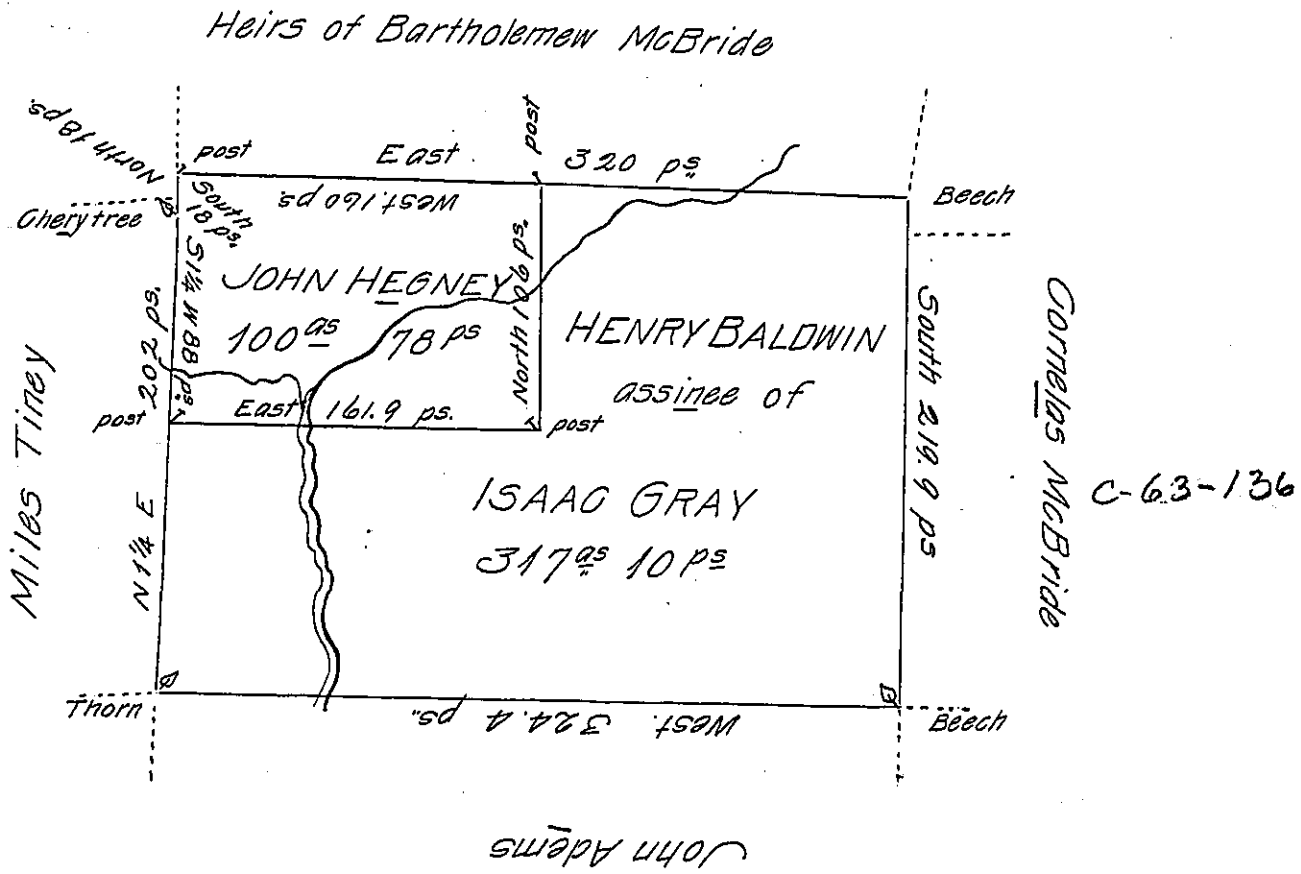 Heirs of Bartholemew McBride
North 18 ps.
post
East
post
320 ps
Beech
West. 160 ps
Cherytree
South
18 ps.
S 1¼ W 88 ps.
North 106 ps.
JOHN HEGNEY
100 as 78 ps
HENRY BALDWIN
assinee of
202 ps.
post
East 161.9 ps.
post
South 219.9 ps
Cornelas McBride
C-63-136
Miles Tiney
ISAAC GRAY
317 as 10 ps
N 1¼ E
Thorn
West. 324.4 ps.
Beech
John Adems